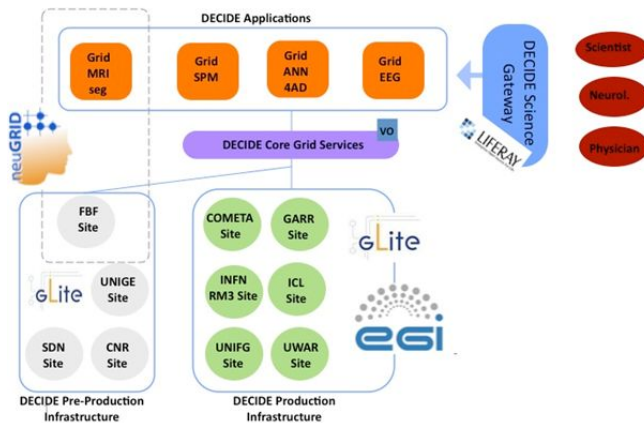 DECIDE Applications
Grid
MRI
seg
Grid
SPM
Grid
ANN
4AD
Grid
EEG
DECIDE Science
Gateway
LIFERAY
Scientist
Neurol.
Physician
neuGRID
VO
DECIDE Core Grid Services
FBF
Site
gLite
UNIGE
Site
SDN
Site
CNR
Site
COMETA
Site
GARR
Site
gLite
INFN
RM3 Site
ICL
Site
UNIFG
Site
UWAR
Site
egi
DECIDE Pre-Production
Infrastructure
DECIDE Production
Infrastructure